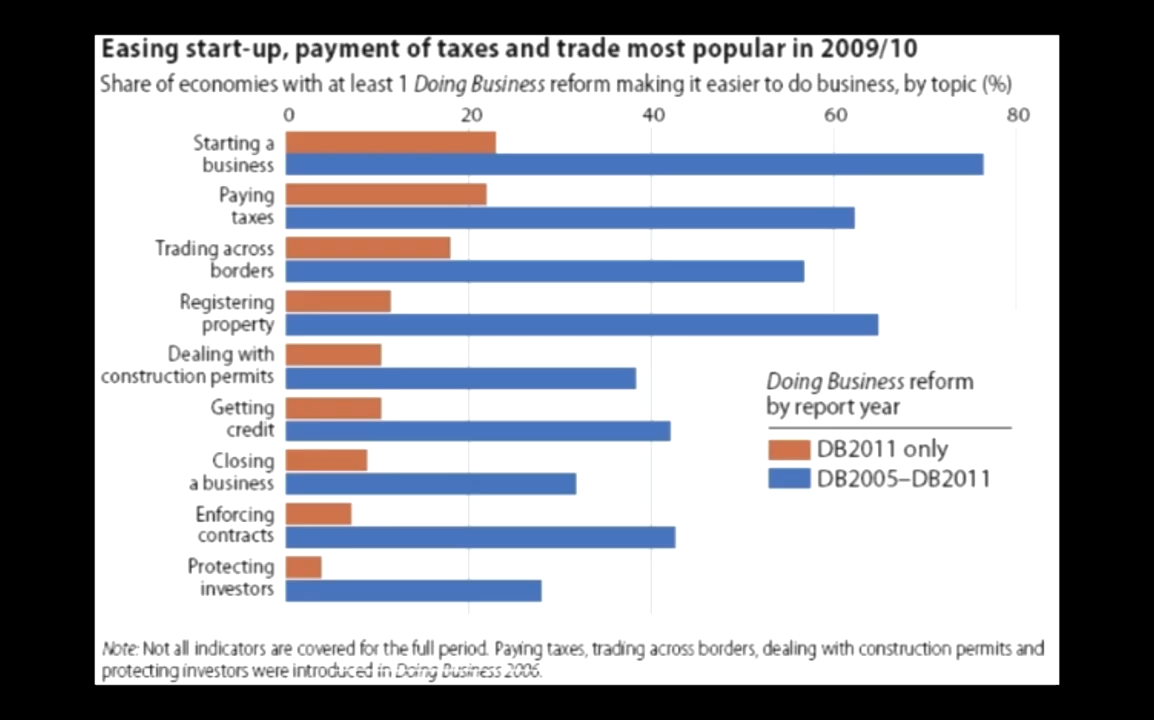 Easing start-up, payment of taxes and trade most popular in 2009/10
Share of economies with at least 1 Doing Business reform making it easier to do business, by topic (%)
0 20 40 60 80
Starting a
business
Paying
taxes
Trading across
borders
Registering
property
Dealing with
construction permits
Getting
credit
Closing
a business
Enforcing
contracts
Protecting
investors
Doing Business reform
by report year
DB2011 only
DB2005–DB2011
Note: Not all indicators are covered for the full period. Paying taxes, trading across borders, dealing with construction permits and
protecting investors were introduced in Doing Business 2006.